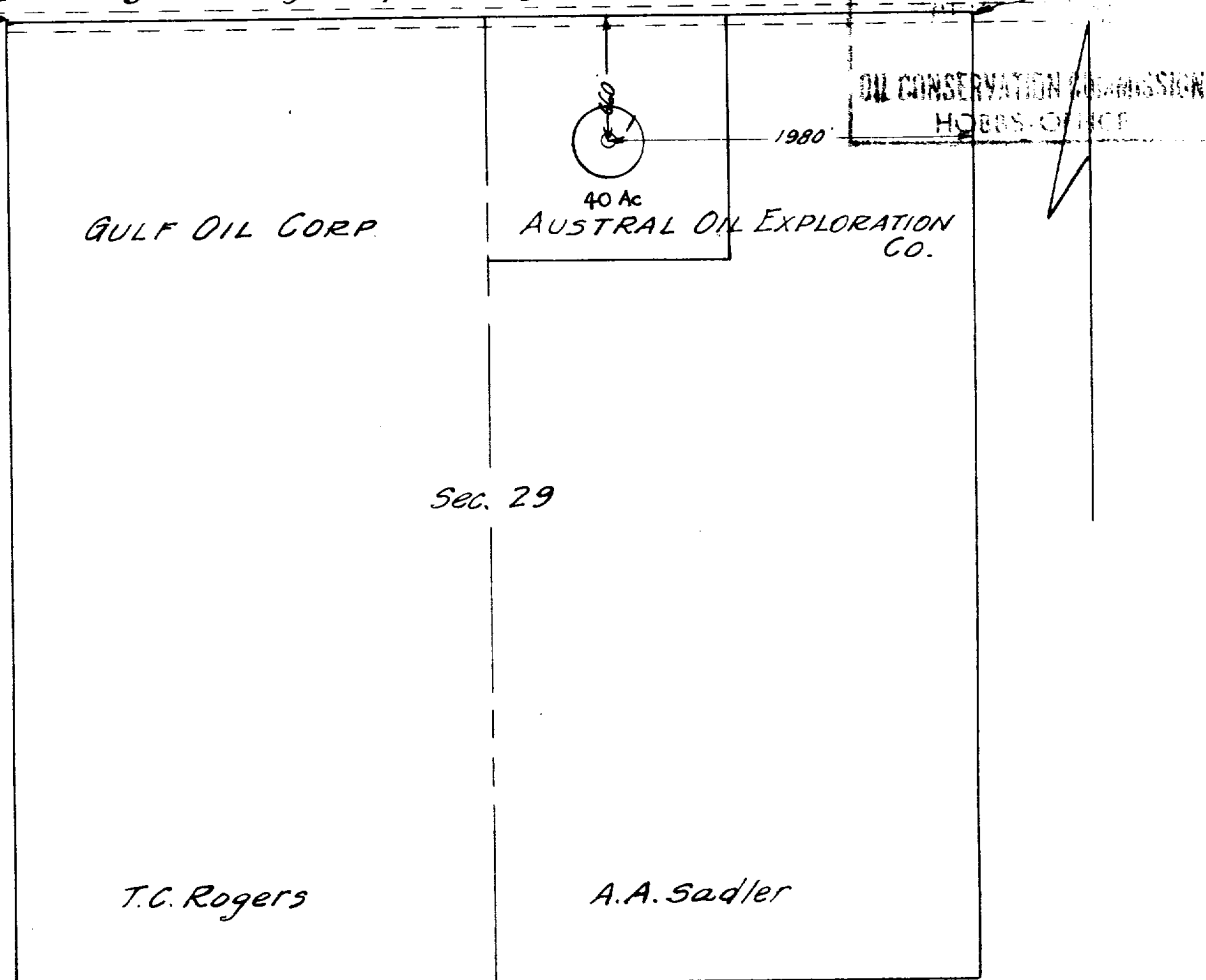 OIL CONSERVATION COMMISSION
HOBBS OFFICE
660
1
1980'
40 Ac
GULF OIL CORP.
AUSTRAL OIL EXPLORATION
CO.
Sec. 29
T.C. Rogers
A.A. Sadler